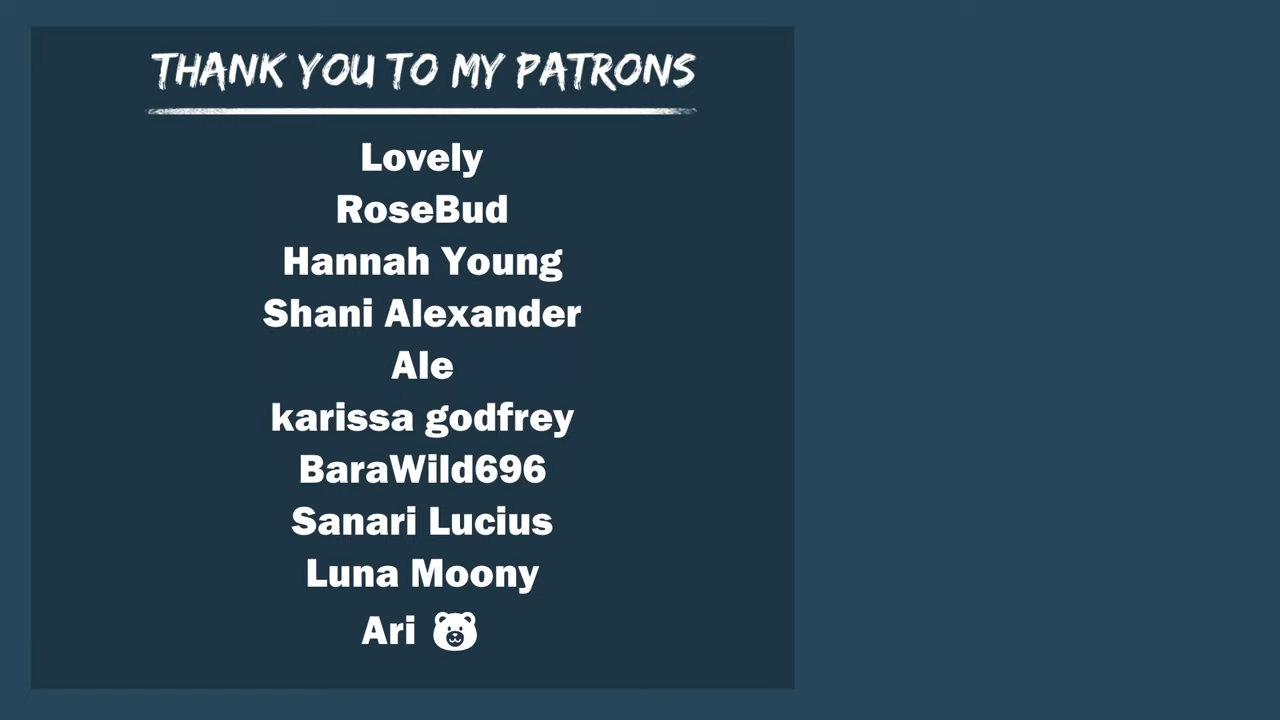 THANK YOU TO MY PATRONS
Lovely
RoseBud
Hannah Young
Shani Alexander
Ale
karissa godfrey
BaraWild696
Sanari Lucius
Luna Moony
Ari 🐻